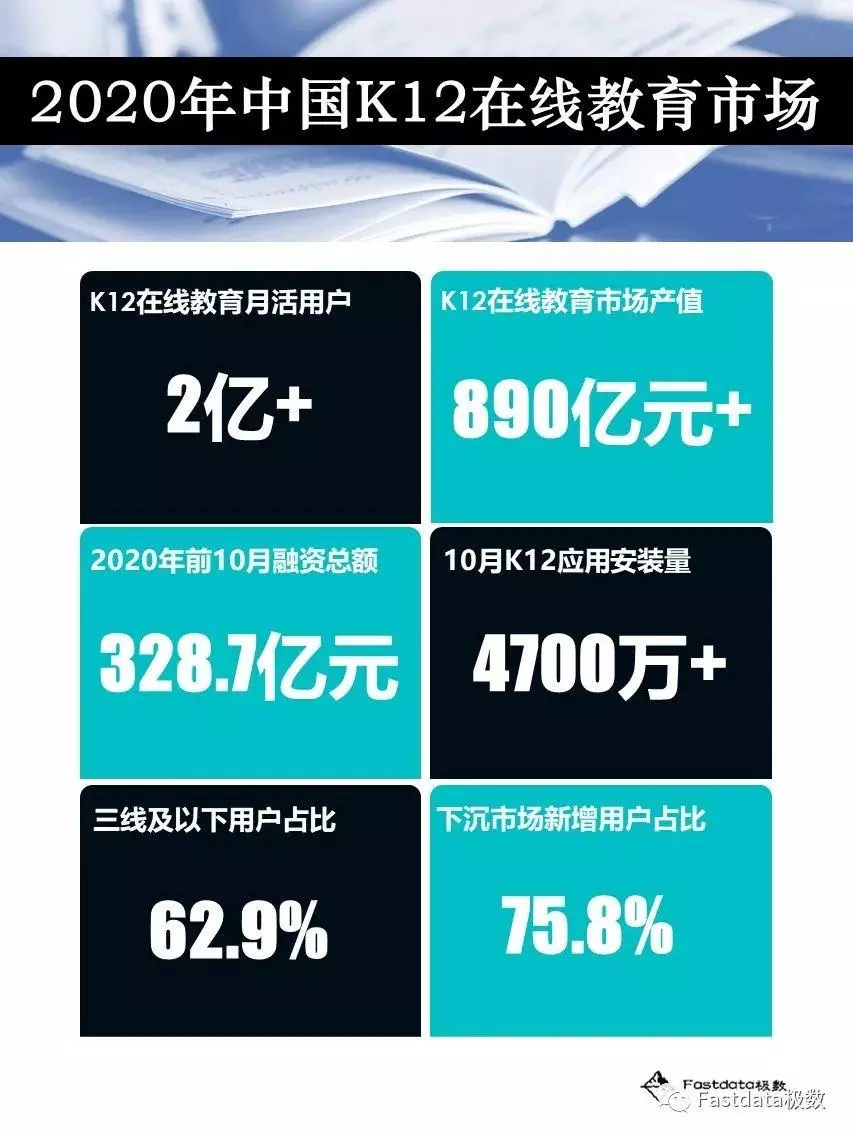 2020年中国K12在线教育市场
K12在线教育月活用户
2亿+
K12在线教育市场产值
890亿元+
2020年前10月融资总额
328.7亿元
10月K12应用安装量
4700万+
三线及以下用户占比
62.9%
下沉市场新增用户占比
75.8%
Fastdata极数
Fastdata极数